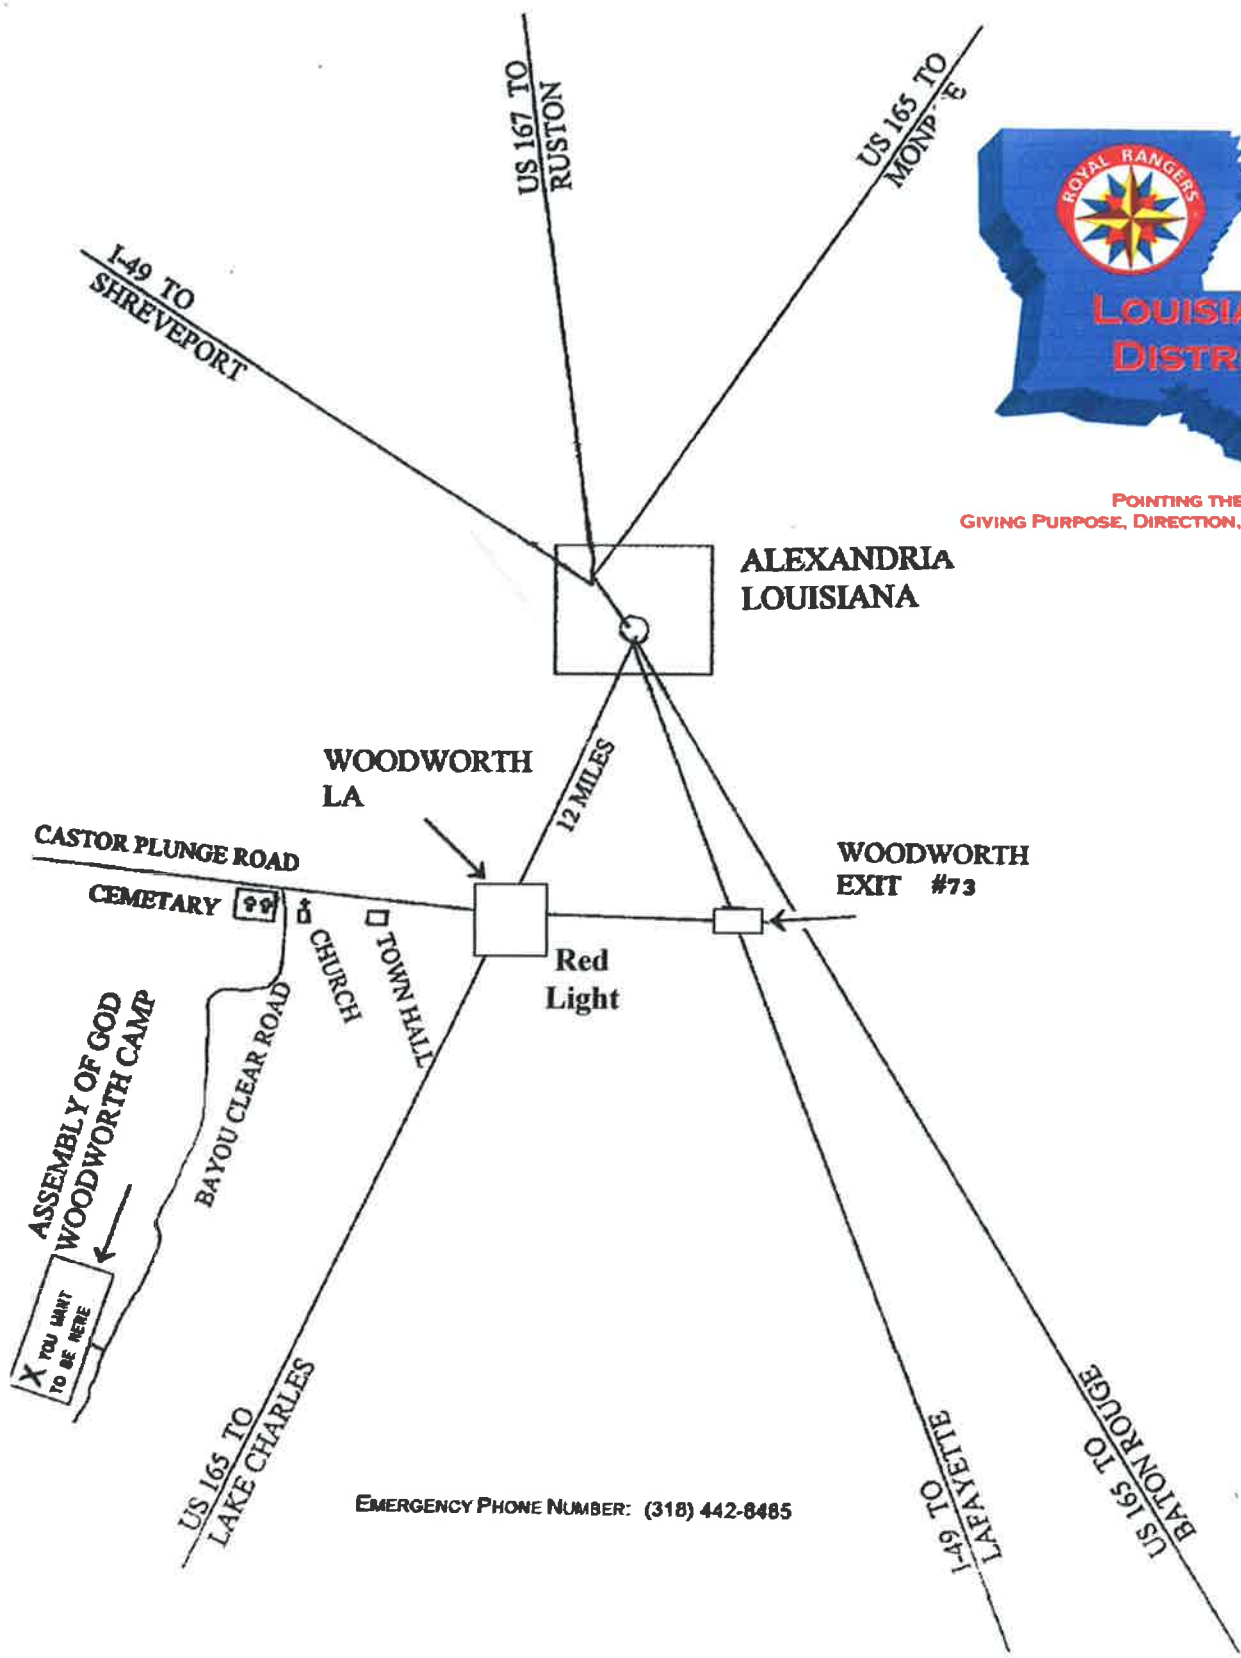 US 167 TO
RUSTON
US 165 TO
I-49 TO
SHREVEPORT
ROYAL RANGERS
LOUISIA
DISTR
POINTING THE
GIVING PURPOSE, DIRECTION,
ALEXANDRIA
LOUISIANA
WOODWORTH
LA
12 MILES
CASTOR PLUNGE ROAD
CEMETARY
CHURCH
TOWN HALL
Red
Light
WOODWORTH
EXIT #73
BAYOU CLEAR ROAD
ASSEMBLY OF GOD
WOODWORTH CAMP
X YOU WANT
TO BE HERE
US 165 TO
LAKE CHARLES
EMERGENCY PHONE NUMBER: (318) 442-8485
I-49 TO
LAFAYETTE
US 165 TO
BATON ROUGE